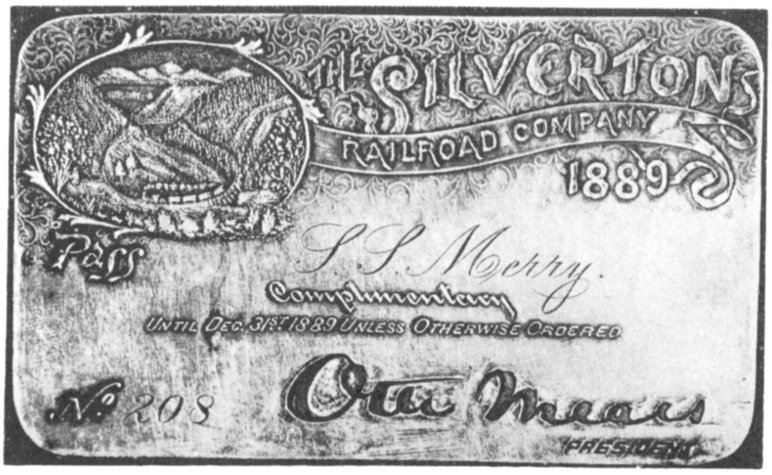 THE SILVERTON
RAILROAD COMPANY
1889
Pass
S. S. Merry.
Complimentary
UNTIL DEC. 31ST 1889 UNLESS OTHERWISE ORDERED
No. 208
Otto Mears
PRESIDENT